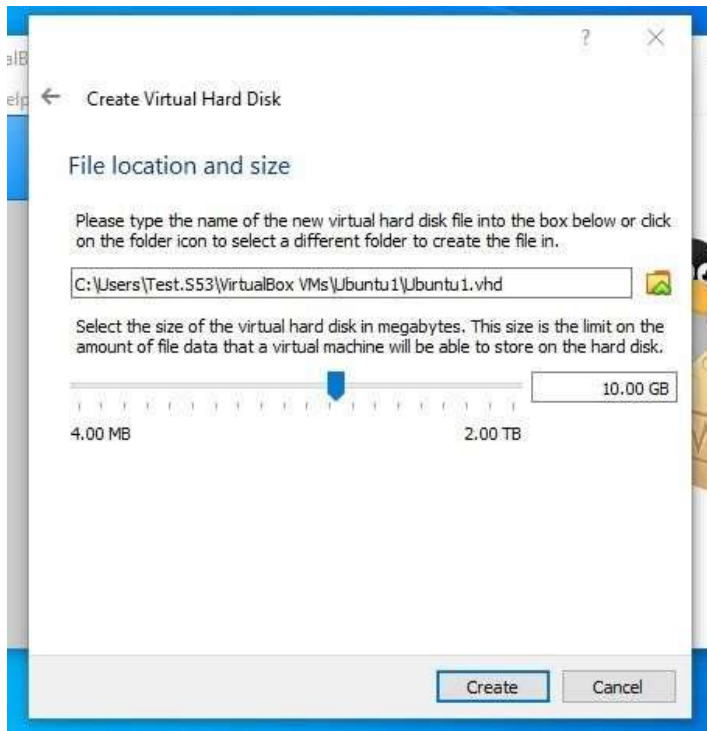 ?
alB
elp
Create Virtual Hard Disk
File location and size
Please type the name of the new virtual hard disk file into the box below or click
on the folder icon to select a different folder to create the file in.
C:\Users\Test.S53\VirtualBox VMs\Ubuntu1\Ubuntu1.vhd
Select the size of the virtual hard disk in megabytes. This size is the limit on the
amount of file data that a virtual machine will be able to store on the hard disk.
10.00 GB
4.00 MB 2.00 TB
Create Cancel